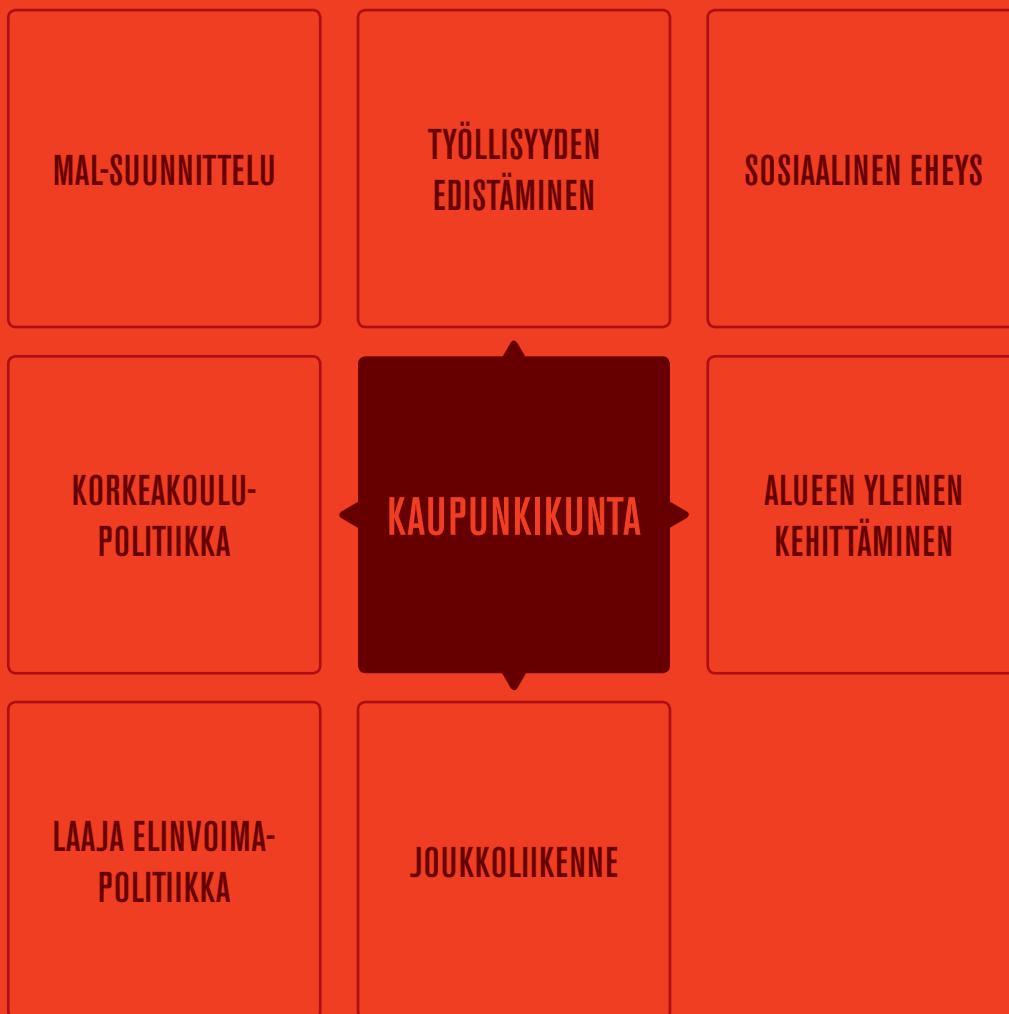 MAL-SUUNNITTELU
TYÖLLISYYDEN
EDISTÄMINEN
SOSIAALINEN EHEYS
KORKEAKOULU-
POLITIIKKA
KAUPUNKIKUNTA
ALUEEN YLEINEN
KEHITTÄMINEN
LAAJA ELINVOIMA-
POLITIIKKA
JOUKKOLIIKENNE